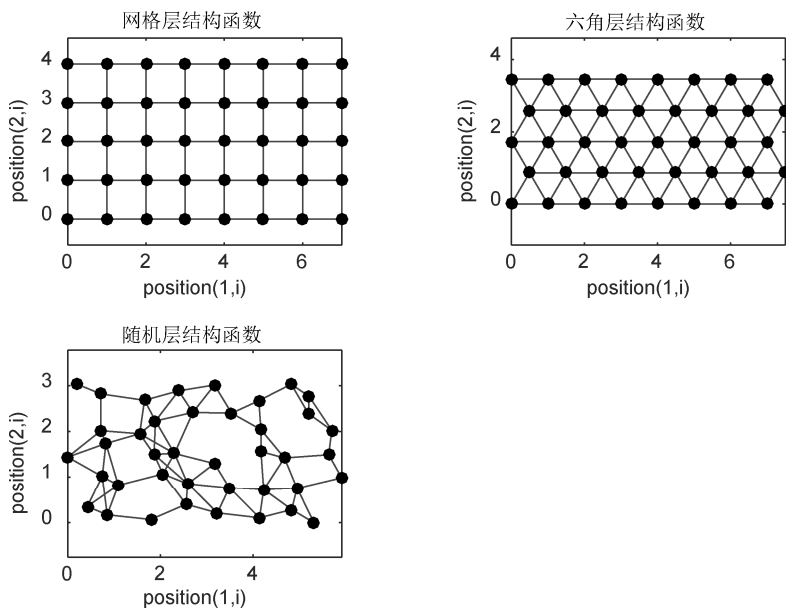 网格层结构函数
4
3
2
1
0
position(2,i)
0 2 4 6
position(1,i)
六角层结构函数
4
2
0
position(2,i)
0 2 4 6
position(1,i)
随机层结构函数
3
2
1
0
position(2,i)
0 2 4
position(1,i)